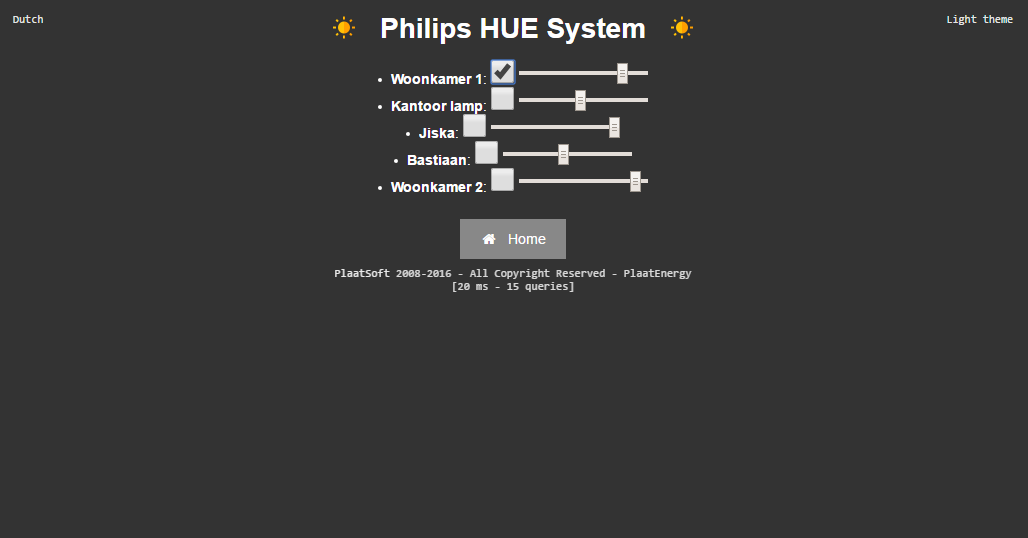 Dutch
Light theme
Philips HUE System
Woonkamer 1:
Kantoor lamp:
Jiska:
Bastiaan:
Woonkamer 2:
Home
PlaatSoft 2008-2016 - All Copyright Reserved - PlaatEnergy
[20 ms - 15 queries]